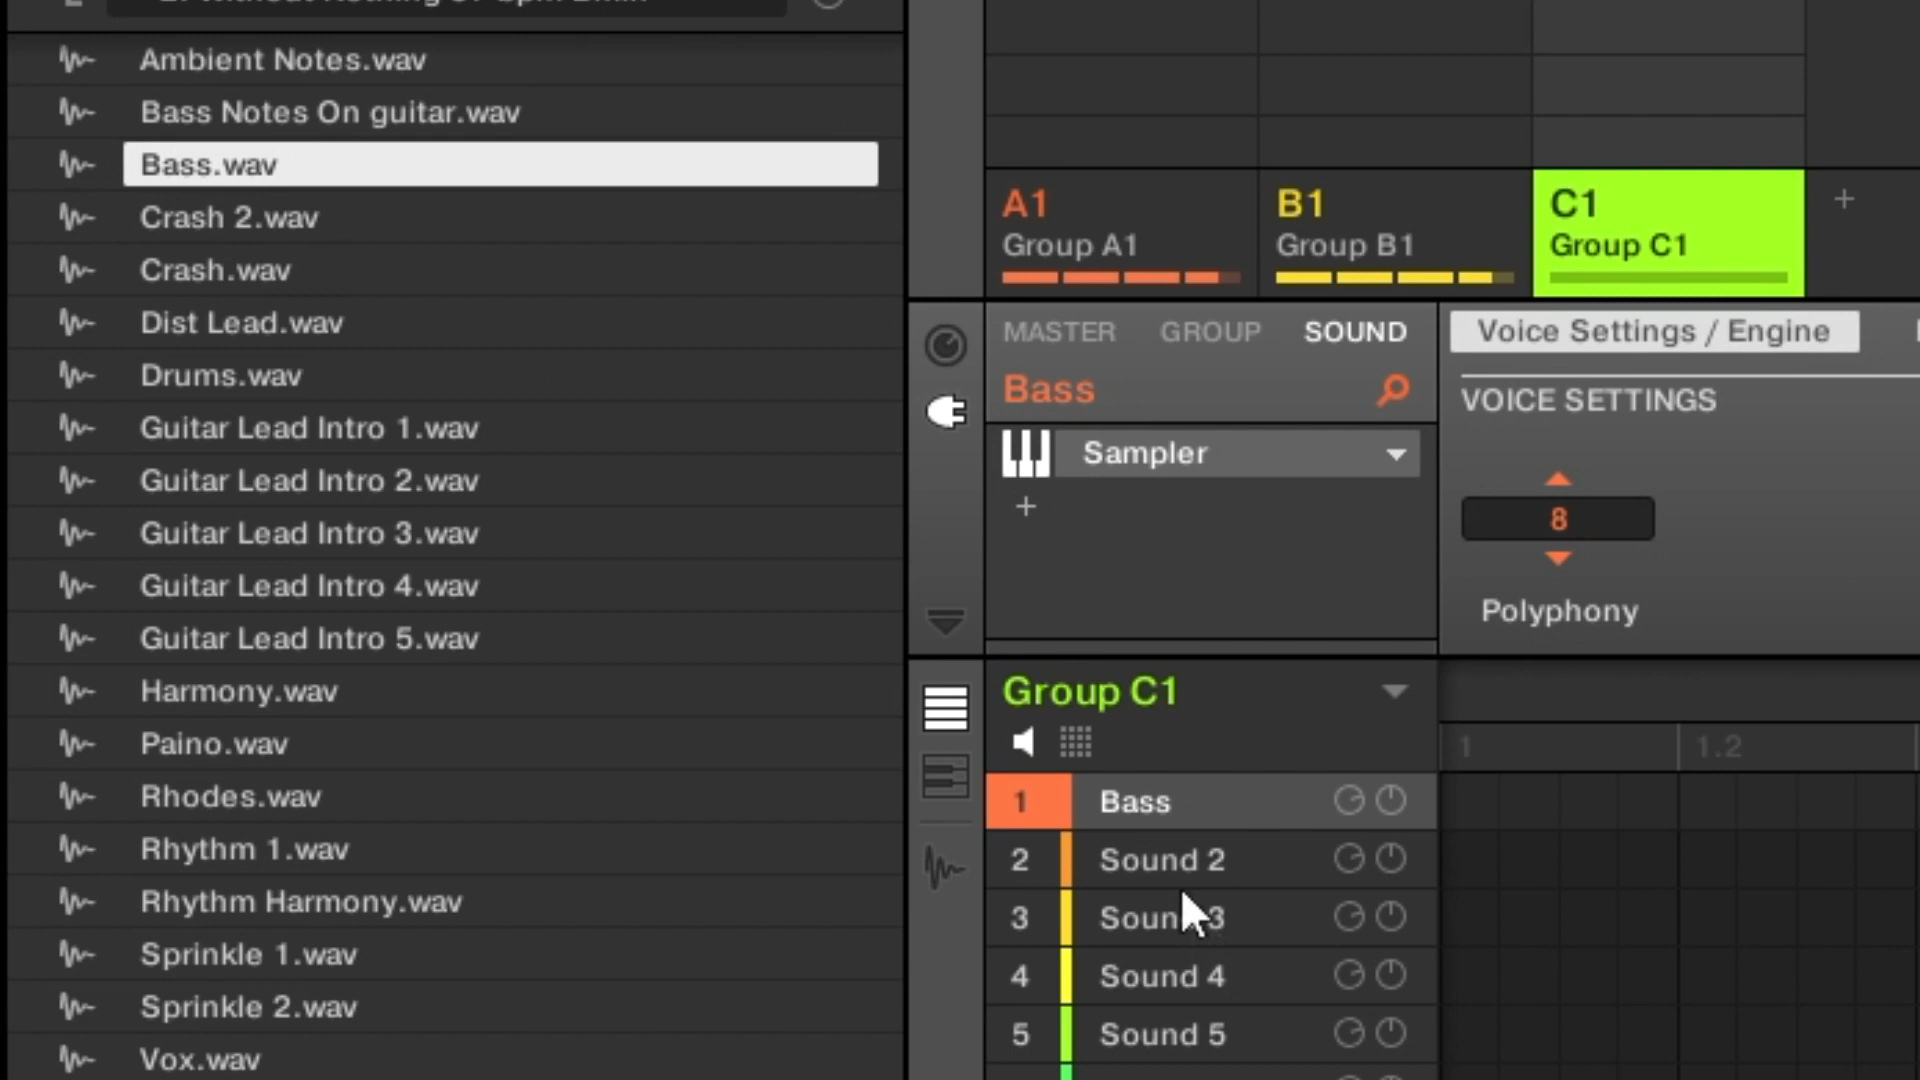 Ambient Notes.wav
Bass Notes On guitar.wav
Bass.wav
Crash 2.wav
Crash.wav
Dist Lead.wav
Drums.wav
Guitar Lead Intro 1.wav
Guitar Lead Intro 2.wav
Guitar Lead Intro 3.wav
Guitar Lead Intro 4.wav
Guitar Lead Intro 5.wav
Harmony.wav
Paino.wav
Rhodes.wav
Rhythm 1.wav
Rhythm Harmony.wav
Sprinkle 1.wav
Sprinkle 2.wav
Vox.wav
A1 B1 C1
Group A1 Group B1 Group C1
MASTER GROUP SOUND
Bass
Sampler
Voice Settings / Engine
VOICE SETTINGS
8
Polyphony
Group C1
1 1.2
1 Bass
2 Sound 2
3 Sound 3
4 Sound 4
5 Sound 5